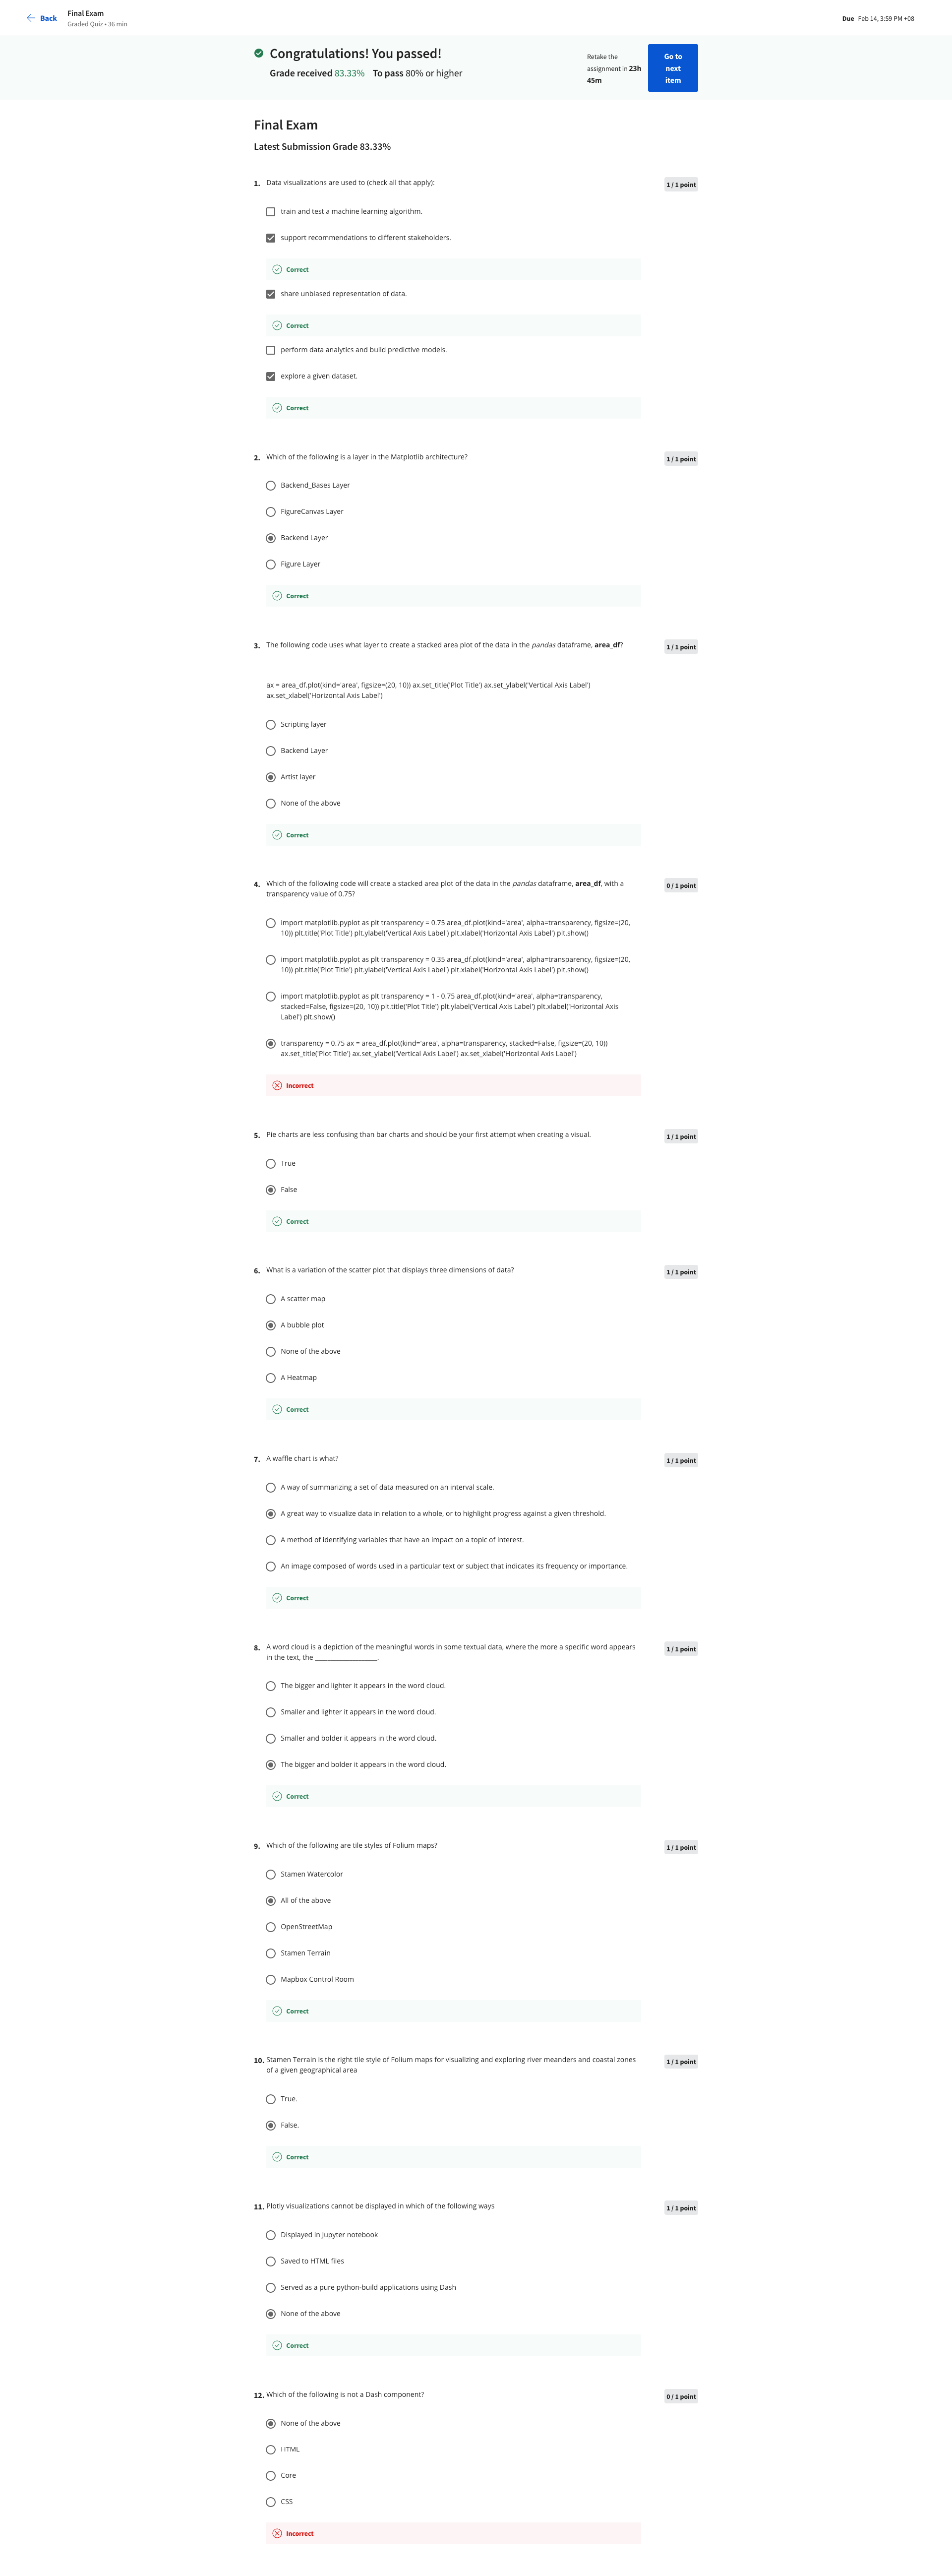 Back
Final Exam
Graded Quiz • 36 min
Due Feb 14, 3:59 PM +08
Congratulations! You passed!
Grade received 83.33% To pass 80% or higher
Retake the
assignment in 23h
45m
Go to
next
item
Final Exam
Latest Submission Grade 83.33%
1. Data visualizations are used to (check all that apply):
1 / 1 point
train and test a machine learning algorithm.
support recommendations to different stakeholders.
Correct
share unbiased representation of data.
Correct
perform data analytics and build predictive models.
explore a given dataset.
Correct
2. Which of the following is a layer in the Matplotlib architecture?
1 / 1 point
Backend_Bases Layer
FigureCanvas Layer
Backend Layer
Figure Layer
Correct
3. The following code uses what layer to create a stacked area plot of the data in the pandas dataframe, area_df?
1 / 1 point
ax = area_df.plot(kind='area', figsize=(20, 10)) ax.set_title('Plot Title') ax.set_ylabel('Vertical Axis Label')
ax.set_xlabel('Horizontal Axis Label')
Scripting layer
Backend Layer
Artist layer
None of the above
Correct
4. Which of the following code will create a stacked area plot of the data in the pandas dataframe, area_df, with a
transparency value of 0.75?
0 / 1 point
import matplotlib.pyplot as plt transparency = 0.75 area_df.plot(kind='area', alpha=transparency, figsize=(20,
10)) plt.title('Plot Title') plt.ylabel('Vertical Axis Label') plt.xlabel('Horizontal Axis Label') plt.show()
import matplotlib.pyplot as plt transparency = 0.35 area_df.plot(kind='area', alpha=transparency, figsize=(20,
10)) plt.title('Plot Title') plt.ylabel('Vertical Axis Label') plt.xlabel('Horizontal Axis Label') plt.show()
import matplotlib.pyplot as plt transparency = 1 - 0.75 area_df.plot(kind='area', alpha=transparency,
stacked=False, figsize=(20, 10)) plt.title('Plot Title') plt.ylabel('Vertical Axis Label') plt.xlabel('Horizontal Axis
Label') plt.show()
transparency = 0.75 ax = area_df.plot(kind='area', alpha=transparency, stacked=False, figsize=(20, 10))
ax.set_title('Plot Title') ax.set_ylabel('Vertical Axis Label') ax.set_xlabel('Horizontal Axis Label')
Incorrect
5. Pie charts are less confusing than bar charts and should be your first attempt when creating a visual.
1 / 1 point
True
False
Correct
6. What is a variation of the scatter plot that displays three dimensions of data?
1 / 1 point
A scatter map
A bubble plot
None of the above
A Heatmap
Correct
7. A waffle chart is what?
1 / 1 point
A way of summarizing a set of data measured on an interval scale.
A great way to visualize data in relation to a whole, or to highlight progress against a given threshold.
A method of identifying variables that have an impact on a topic of interest.
An image composed of words used in a particular text or subject that indicates its frequency or importance.
Correct
8. A word cloud is a depiction of the meaningful words in some textual data, where the more a specific word appears
in the text, the ____________________.
1 / 1 point
The bigger and lighter it appears in the word cloud.
Smaller and lighter it appears in the word cloud.
Smaller and bolder it appears in the word cloud.
The bigger and bolder it appears in the word cloud.
Correct
9. Which of the following are tile styles of Folium maps?
1 / 1 point
Stamen Watercolor
All of the above
OpenStreetMap
Stamen Terrain
Mapbox Control Room
Correct
10. Stamen Terrain is the right tile style of Folium maps for visualizing and exploring river meanders and coastal zones
of a given geographical area
1 / 1 point
True.
False.
Correct
11. Plotly visualizations cannot be displayed in which of the following ways
1 / 1 point
Displayed in Jupyter notebook
Saved to HTML files
Served as a pure python-build applications using Dash
None of the above
Correct
12. Which of the following is not a Dash component?
0 / 1 point
None of the above
HTML
Core
CSS
Incorrect